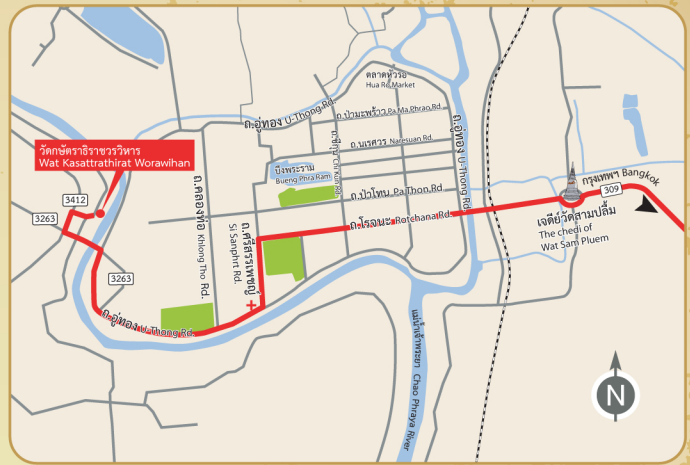 ตลาดหัวรอ
Hua Ro Market
ถ.อู่ทอง U-Thong Rd.
ถ.ป่ามะพร้าว Pa Ma Phrao Rd.
ถ.นเรศวร Naresuan Rd.
ถ.ชีกุน Chi Kun Rd.
ถ.อู่ทอง U-Thong Rd.
วัดกษัตราธิราชวรวิหาร
Wat Kasattrathirat Worawihan
บึงพระราม
Bueng Phra Ram
ถ.ป่าโทน Pa Thon Rd.
กรุงเทพฯ Bangkok
309
3412
3263
ถ.คลองท่อ Khlong Tho Rd.
ถ.ศรีสรรเพชญ์
Si Sanphrt Rd.
ถ.โรจนะ Rotchana Rd.
เจดีย์วัดสามปลื้ม
The chedi of
Wat Sam Pluem
3263
ถ.อู่ทอง U-Thong Rd.
แม่น้ำเจ้าพระยา Chao Phraya River
N